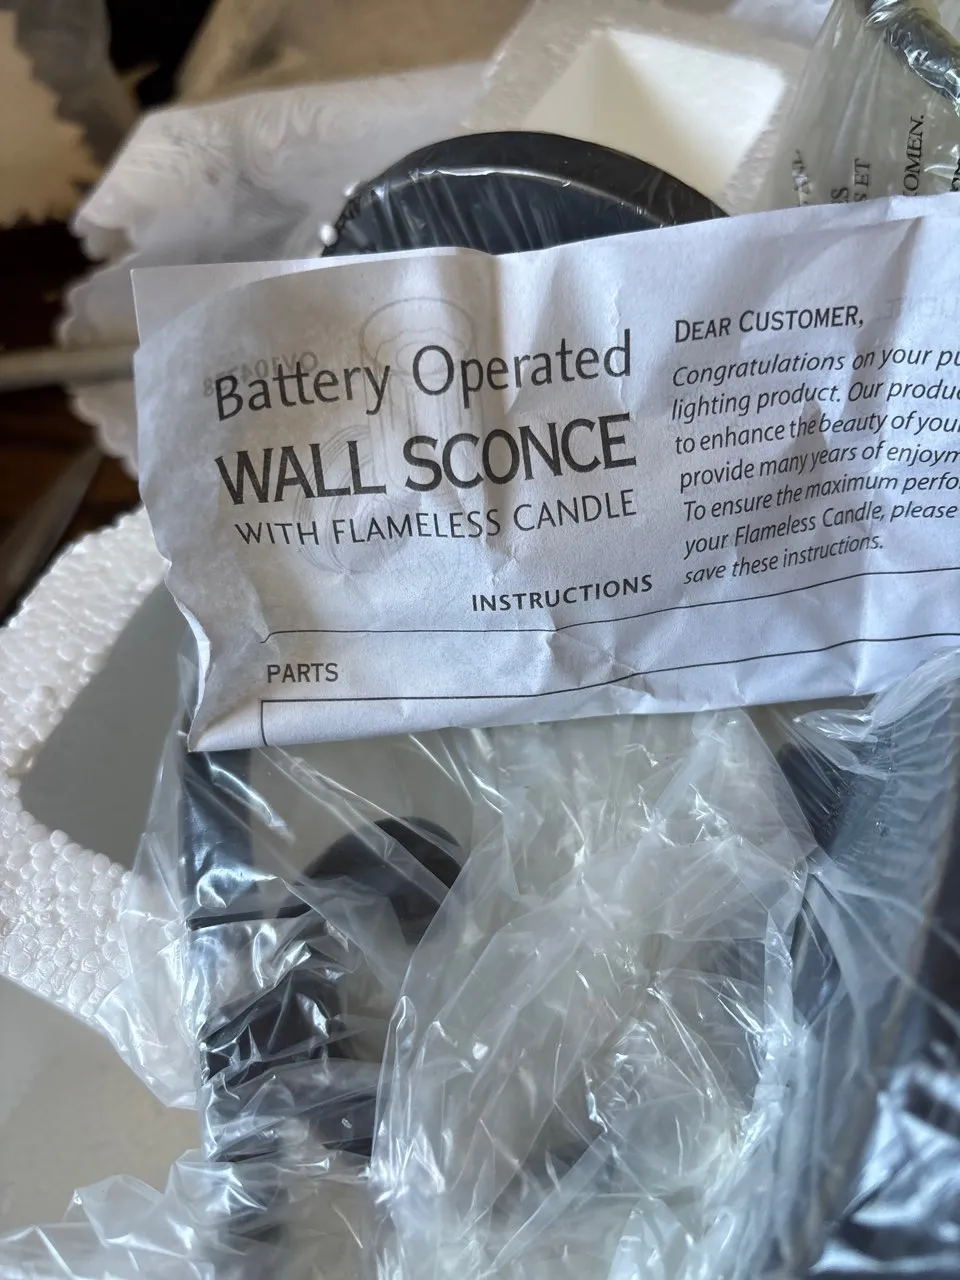 Battery Operated
WALL SCONCE
WITH FLAMELESS CANDLE
INSTRUCTIONS
DEAR CUSTOMER,
Congratulations on your
lighting product. Our
to enhance the beauty of
provide many years of
To ensure the maximum
your Flameless Candle, please
save these instructions.
PARTS
ET